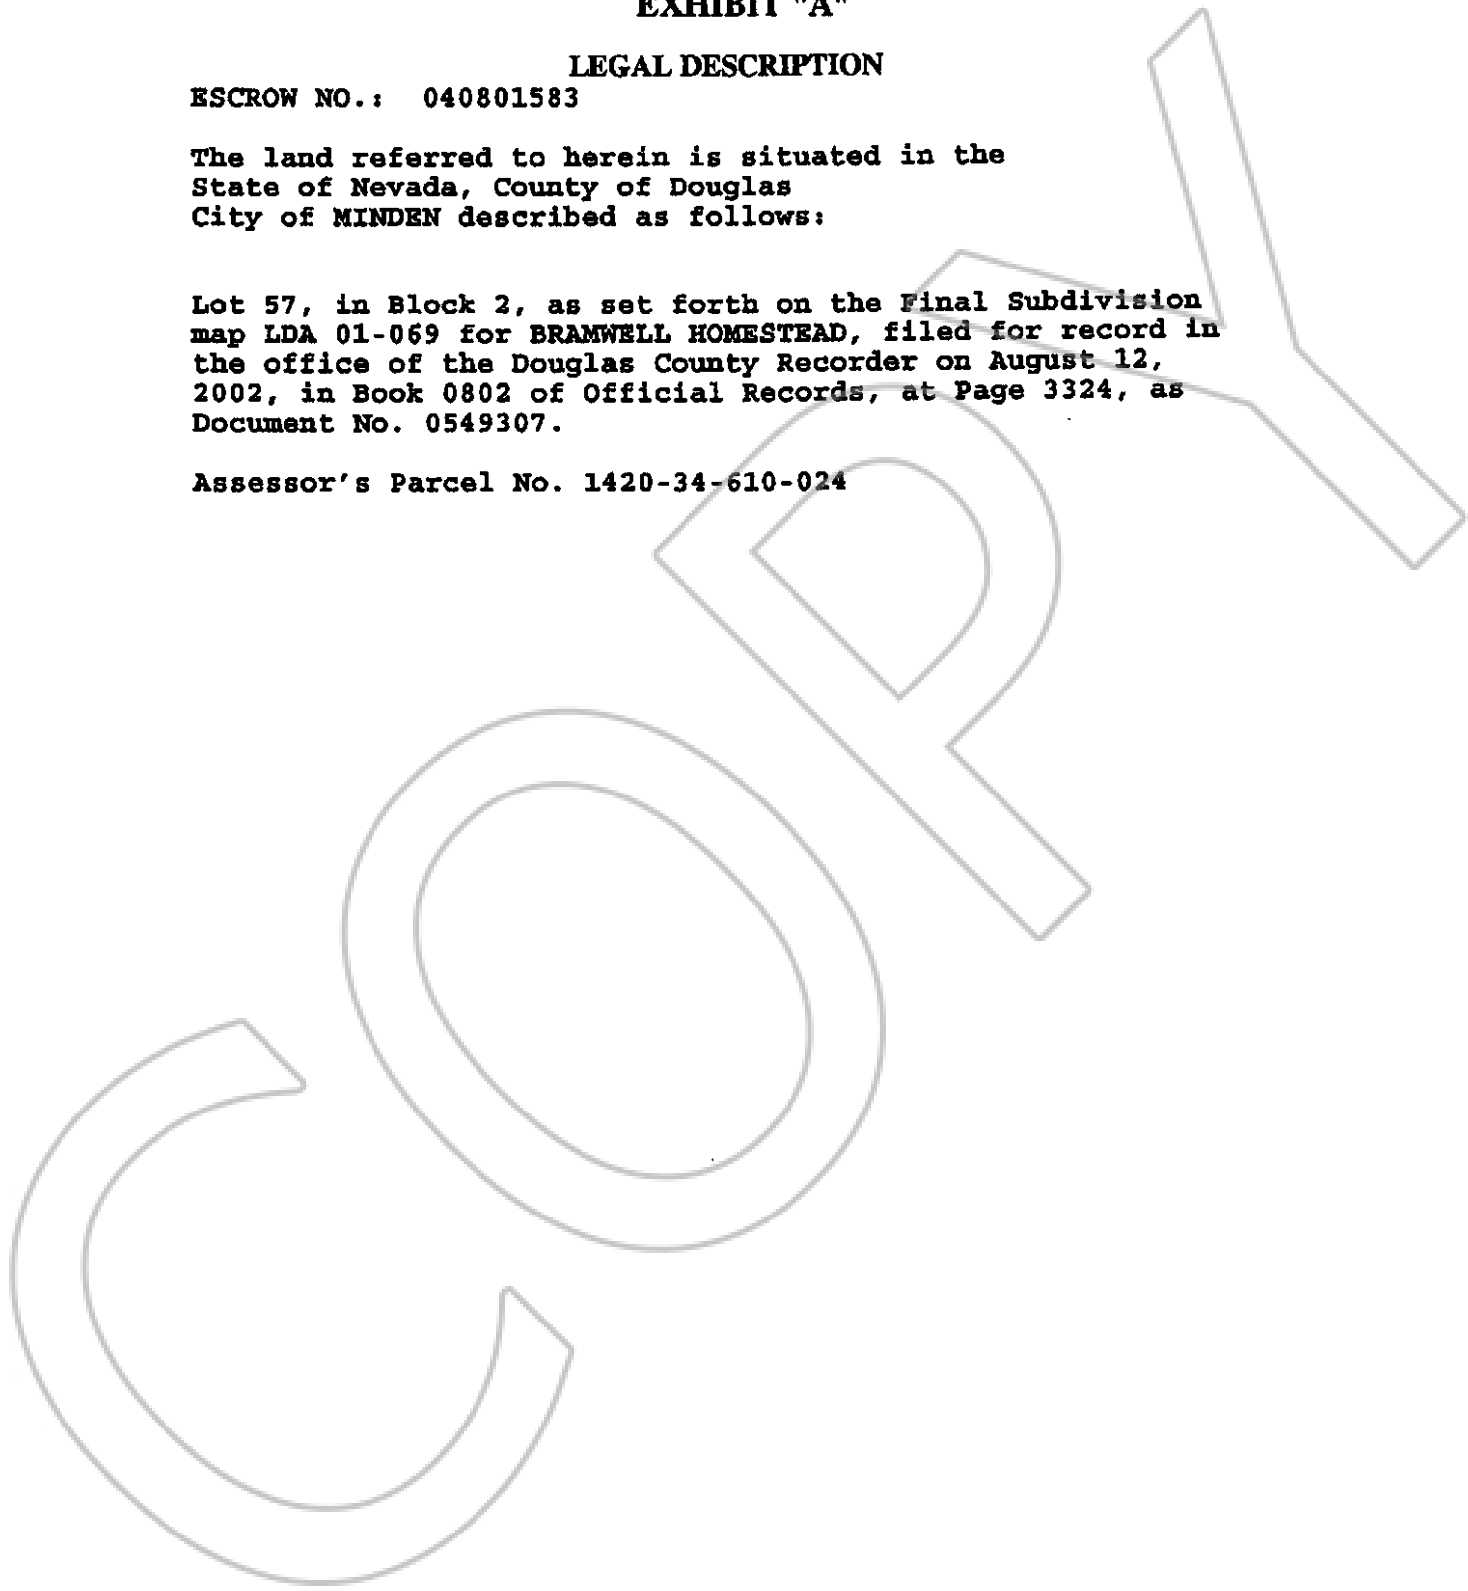 EXHIBIT "A"
LEGAL DESCRIPTION
ESCROW NO.: 040801583
The land referred to herein is situated in the
State of Nevada, County of Douglas
City of MINDEN described as follows:
Lot 57, in Block 2, as set forth on the Final Subdivision
map LDA 01-069 for BRAMWELL HOMESTEAD, filed for record in
the office of the Douglas County Recorder on August 12,
2002, in Book 0802 of Official Records, at Page 3324, as
Document No. 0549307.
Assessor's Parcel No. 1420-34-610-024
COPY